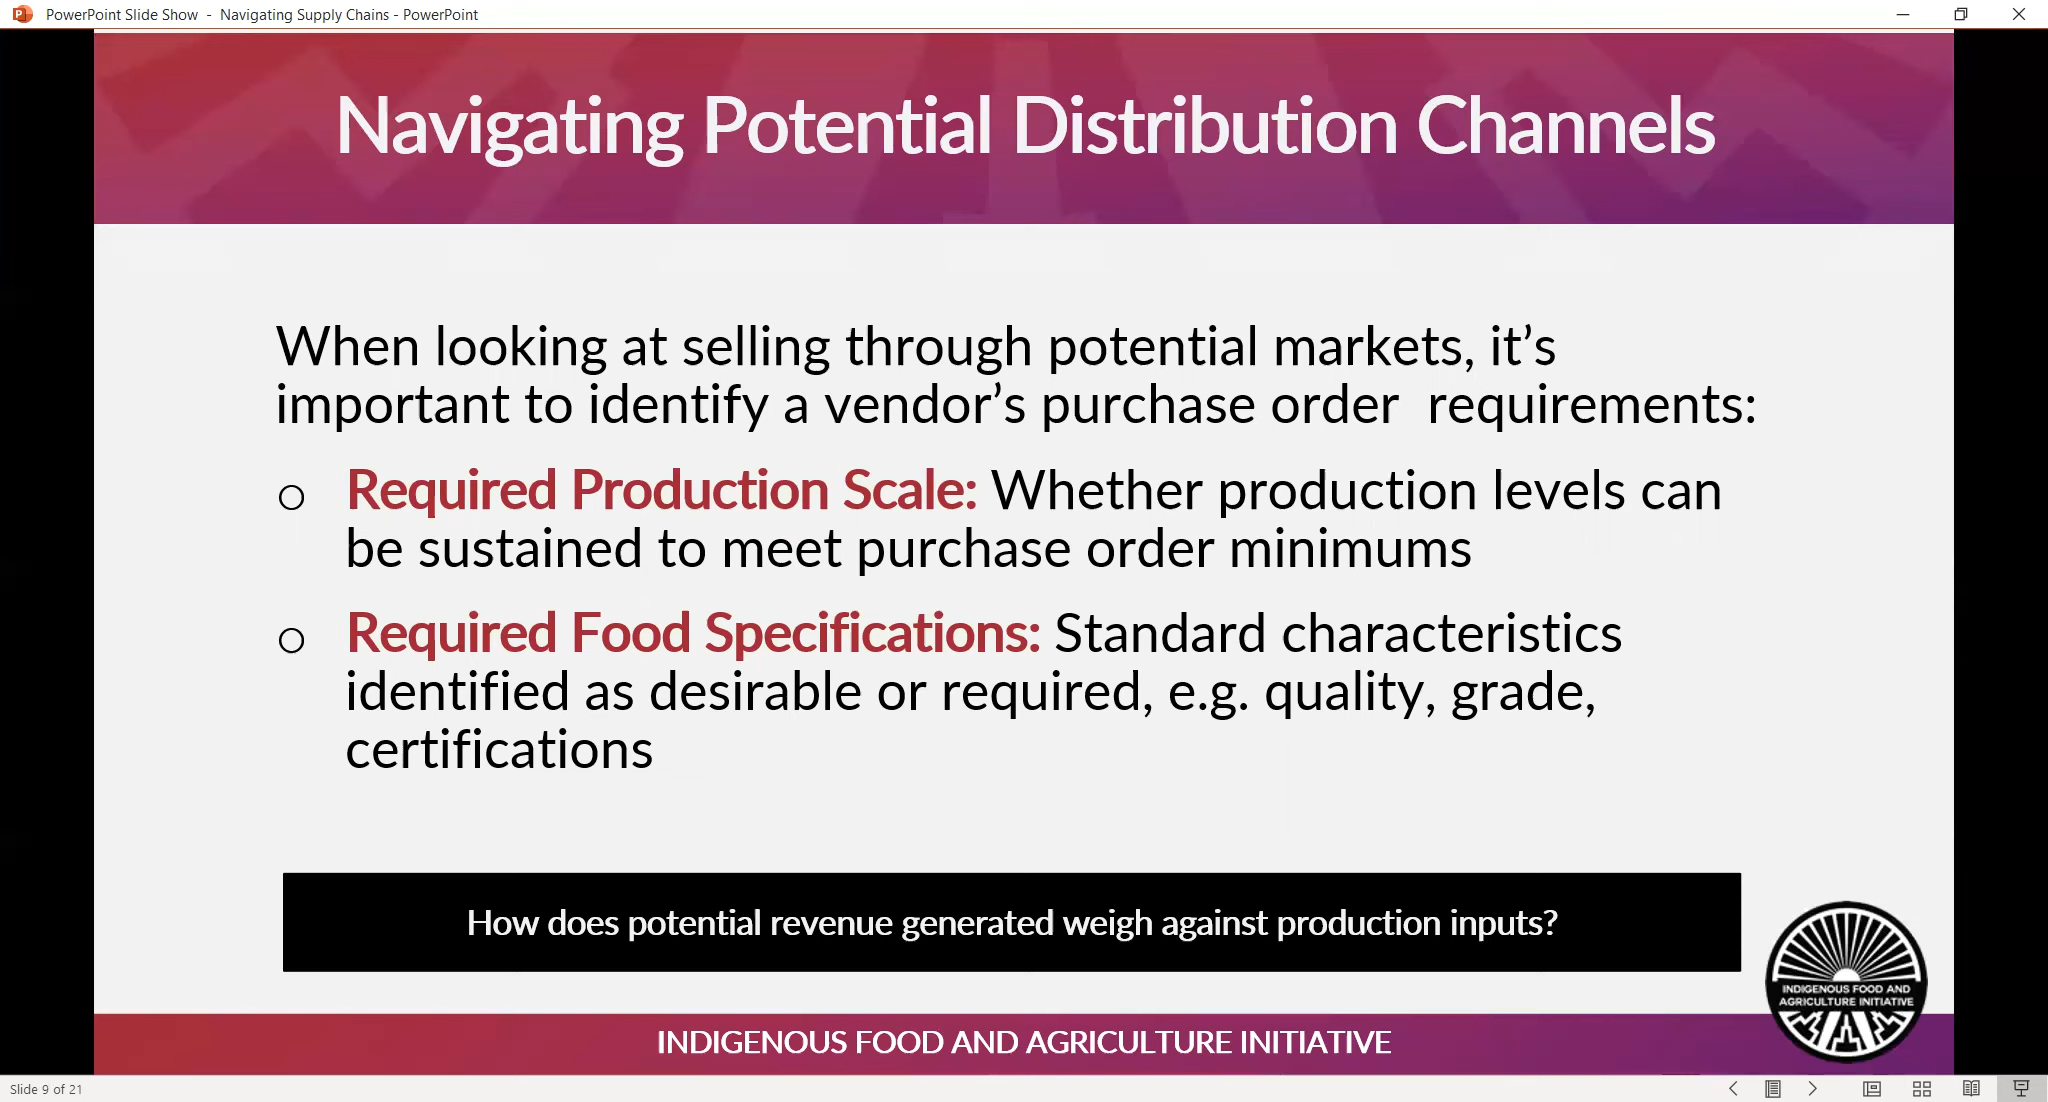 PowerPoint Slide Show - Navigating Supply Chains - PowerPoint
Navigating Potential Distribution Channels
When looking at selling through potential markets, it’s
important to identify a vendor’s purchase order  requirements:
o Required Production Scale: Whether production levels can
be sustained to meet purchase order minimums
o Required Food Specifications: Standard characteristics
identified as desirable or required, e.g. quality, grade,
certifications
How does potential revenue generated weigh against production inputs?
INDIGENOUS FOOD AND
AGRICULTURE INITIATIVE
INDIGENOUS FOOD AND AGRICULTURE INITIATIVE
Slide 9 of 21